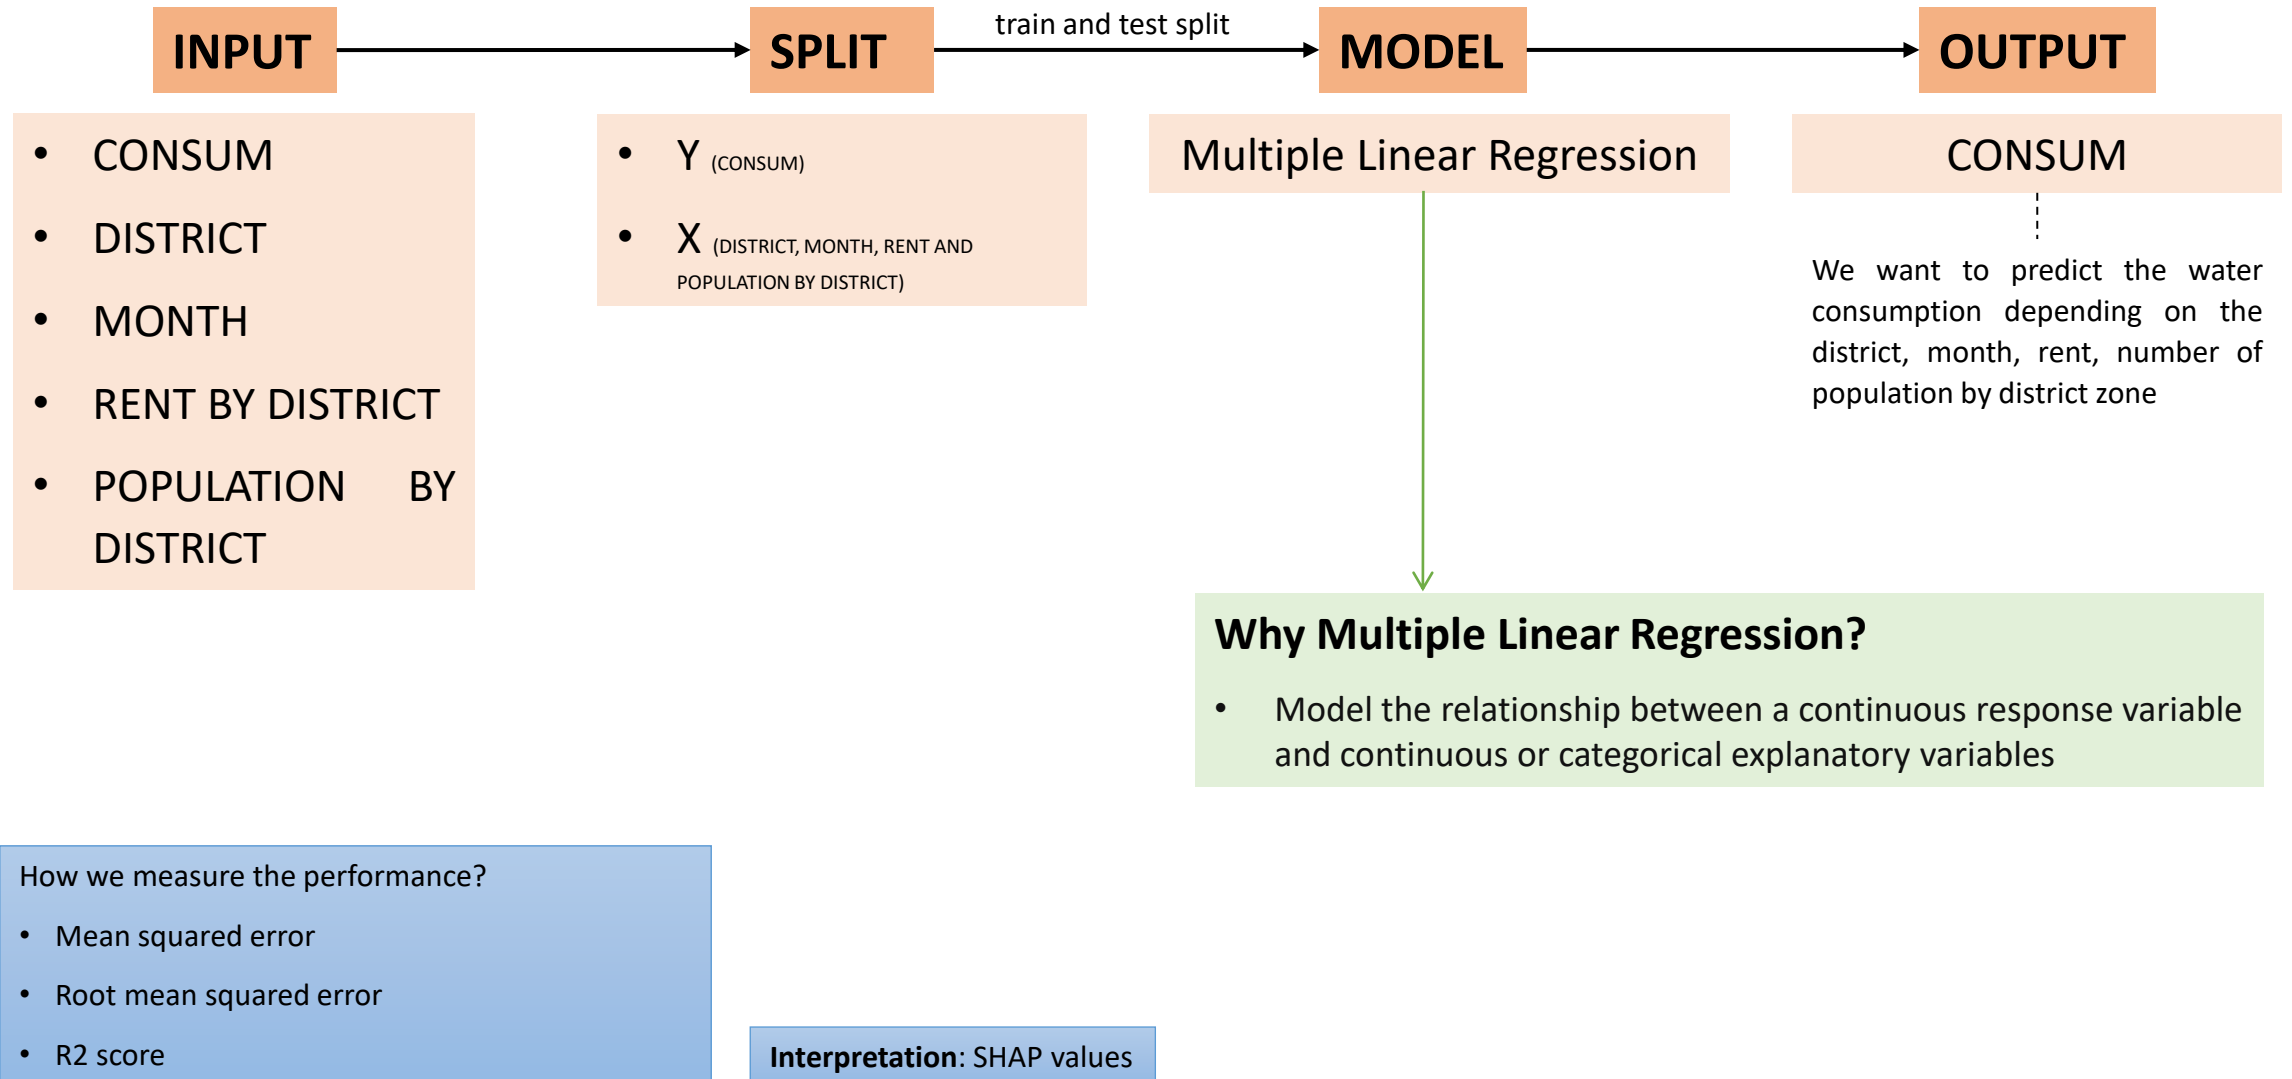 INPUT
SPLIT
train and test split
MODEL
OUTPUT
• CONSUM
• DISTRICT
• MONTH
• RENT BY DISTRICT
• POPULATION BY
DISTRICT
• Y (CONSUM)
• X (DISTRICT, MONTH, RENT AND
POPULATION BY DISTRICT)
Multiple Linear Regression
CONSUM
We want to predict the water
consumption depending on the
district, month, rent, number of
population by district zone
Why Multiple Linear Regression?
• Model the relationship between a continuous response variable
and continuous or categorical explanatory variables
How we measure the performance?
• Mean squared error
• Root mean squared error
• R2 score
Interpretation: SHAP values